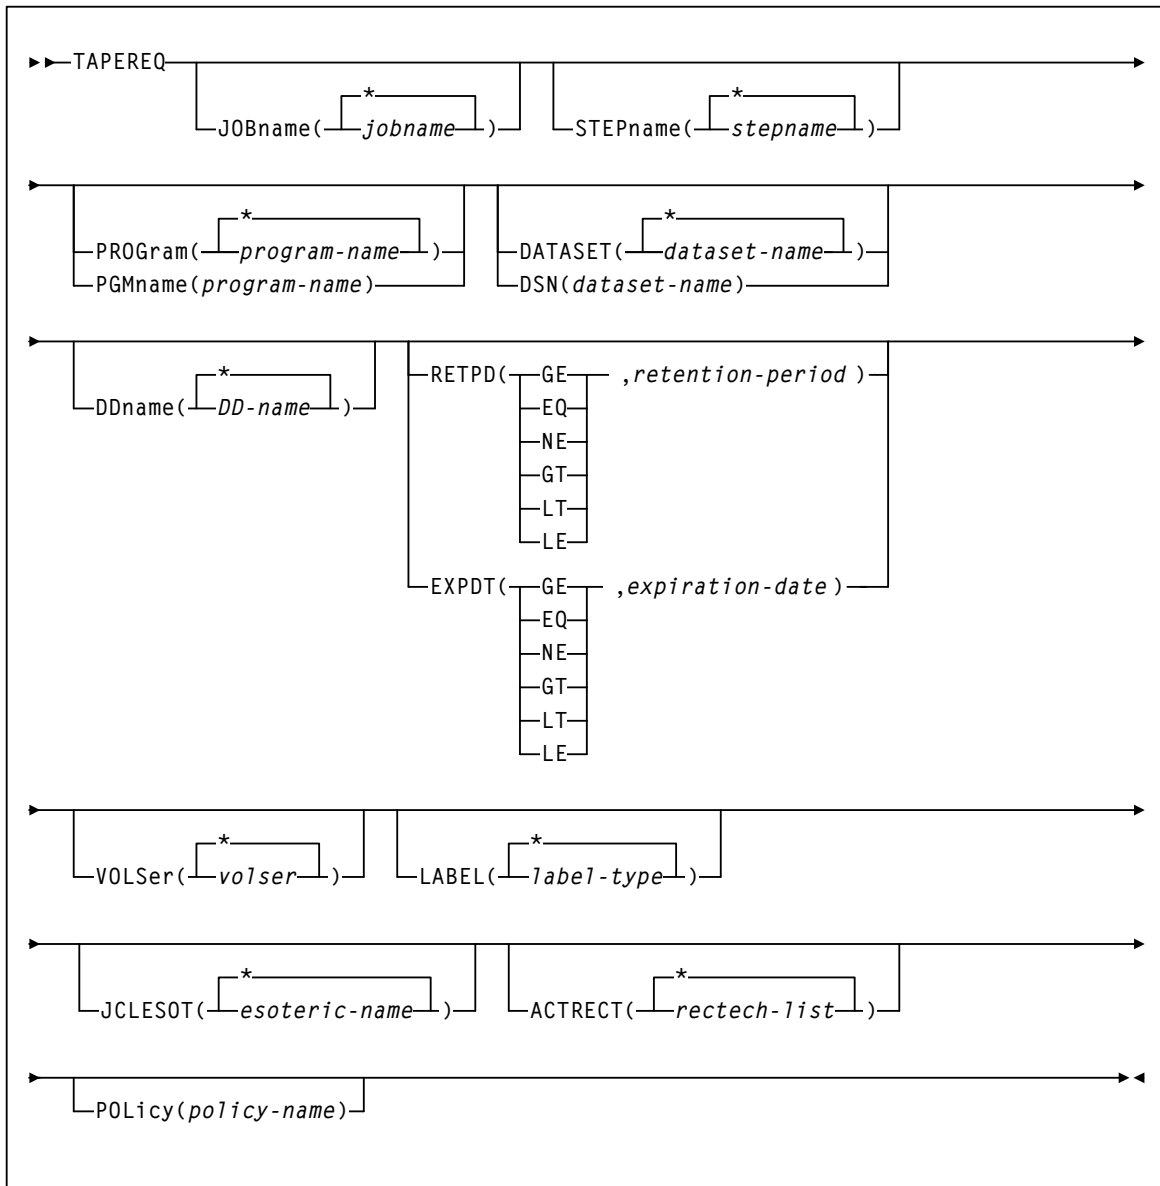 TAPEREQ
* *
JOBname( jobname ) STEPname( stepname )
* *
PROGram( program-name ) DATASET( dataset-name )
PGMname(program-name) DSN(dataset-name)
* RETPD( GE ,retention-period )
DDname( DD-name ) EQ
NE
GT
LT
LE
EXPDT( GE ,expiration-date )
EQ
NE
GT
LT
LE
* *
VOLSer( volser ) LABEL( label-type )
* *
JCLESOT( esoteric-name ) ACTRECT( rectech-list )
POLicy(policy-name)